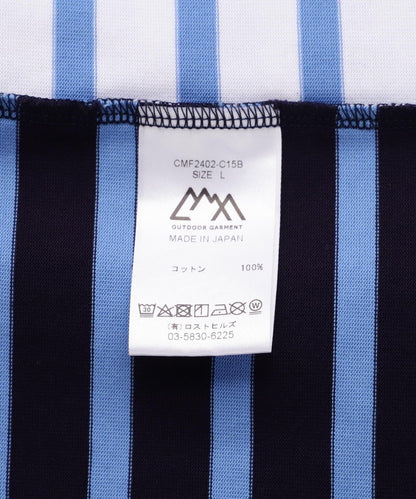 CMF2402-C15B
SIZE L
OUTDOOR GARMENT
MADE IN JAPAN
コットン 100%
30 W
(有)ロストヒルズ
03-5830-6225